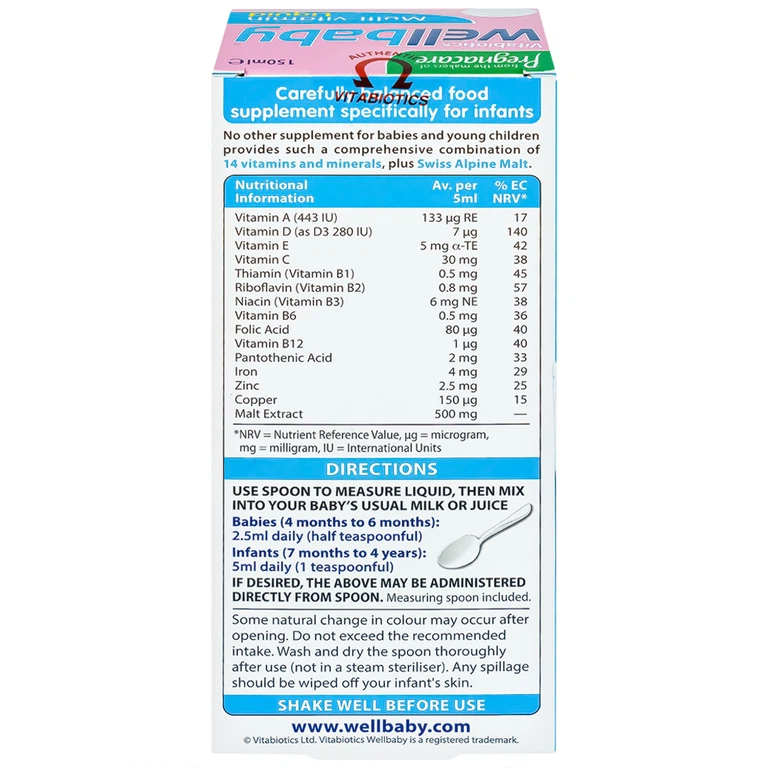 Multi-vitamin
Liquid
wellbaby
Vitabiotics
150ml e
from the makers of
Pregnacare
AUTHENTIC
VITABIOTICS
Carefully balanced food
supplement specifically for infants
No other supplement for babies and young children
provides such a comprehensive combination of
14 vitamins and minerals, plus Swiss Alpine Malt.
Nutritional Information Av. per 5ml % EC NRV*
Vitamin A (443 IU) 133 µg RE 17
Vitamin D (as D3 280 IU) 7 µg 140
Vitamin E 5 mg α-TE 42
Vitamin C 30 mg 38
Thiamin (Vitamin B1) 0.5 mg 45
Riboflavin (Vitamin B2) 0.8 mg 57
Niacin (Vitamin B3) 6 mg NE 38
Vitamin B6 0.5 mg 36
Folic Acid 80 µg 40
Vitamin B12 1 µg 40
Pantothenic Acid 2 mg 33
Iron 4 mg 29
Zinc 2.5 mg 25
Copper 150 µg 15
Malt Extract 500 mg —
*NRV = Nutrient Reference Value, µg = microgram,
mg = milligram, IU = International Units
DIRECTIONS
USE SPOON TO MEASURE LIQUID, THEN MIX
INTO YOUR BABY'S USUAL MILK OR JUICE
Babies (4 months to 6 months):
2.5ml daily (half teaspoonful)
Infants (7 months to 4 years):
5ml daily (1 teaspoonful)
IF DESIRED, THE ABOVE MAY BE ADMINISTERED
DIRECTLY FROM SPOON. Measuring spoon included.
Some natural change in colour may occur after
opening. Do not exceed the recommended
intake. Wash and dry the spoon thoroughly
after use (not in a steam steriliser). Any spillage
should be wiped off your infant's skin.
SHAKE WELL BEFORE USE
www.wellbaby.com
© Vitabiotics Ltd. Vitabiotics Wellbaby is a registered trademark.